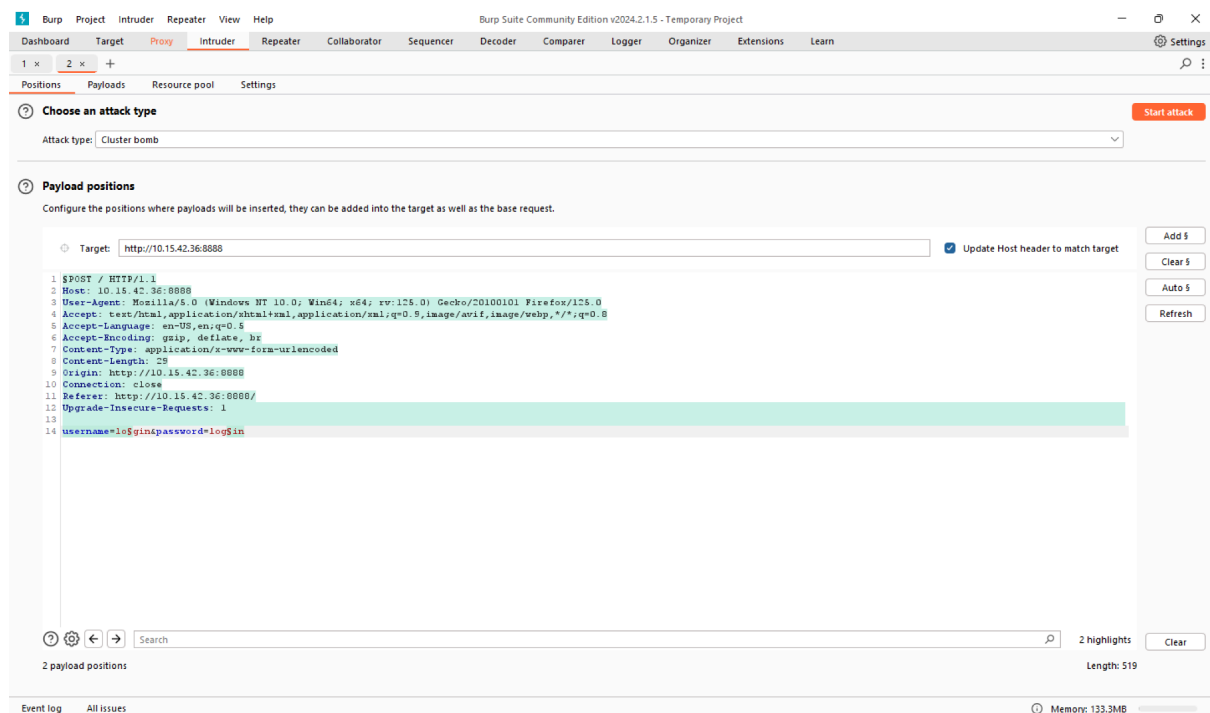 Burp Project Intruder Repeater View Help Burp Suite Community Edition v2024.2.1.5 - Temporary Project
Dashboard Target Proxy Intruder Repeater Collaborator Sequencer Decoder Comparer Logger Organizer Extensions Learn Settings
1 × 2 × +
Positions Payloads Resource pool Settings
? Choose an attack type Start attack
Attack type: Cluster bomb
? Payload positions
Configure the positions where payloads will be inserted, they can be added into the target as well as the base request.
Add §
Target: http://10.15.42.36:8888 Update Host header to match target
Clear §
1 §POST / HTTP/1.1
2 Host: 10.15.42.36:8888 Auto §
3 User-Agent: Mozilla/5.0 (Windows NT 10.0; Win64; x64; rv:125.0) Gecko/20100101 Firefox/125.0
4 Accept: text/html,application/xhtml+xml,application/xml;q=0.9,image/avif,image/webp,*/*;q=0.8 Refresh
5 Accept-Language: en-US,en;q=0.5
6 Accept-Encoding: gzip, deflate, br
7 Content-Type: application/x-www-form-urlencoded
8 Content-Length: 29
9 Origin: http://10.15.42.36:8888
10 Connection: close
11 Referer: http://10.15.42.36:8888/
12 Upgrade-Insecure-Requests: 1
13
14 username=lo§gin&password=log§in
? Search 2 highlights Clear
2 payload positions Length: 519
Event log All issues Memory: 133.3MB